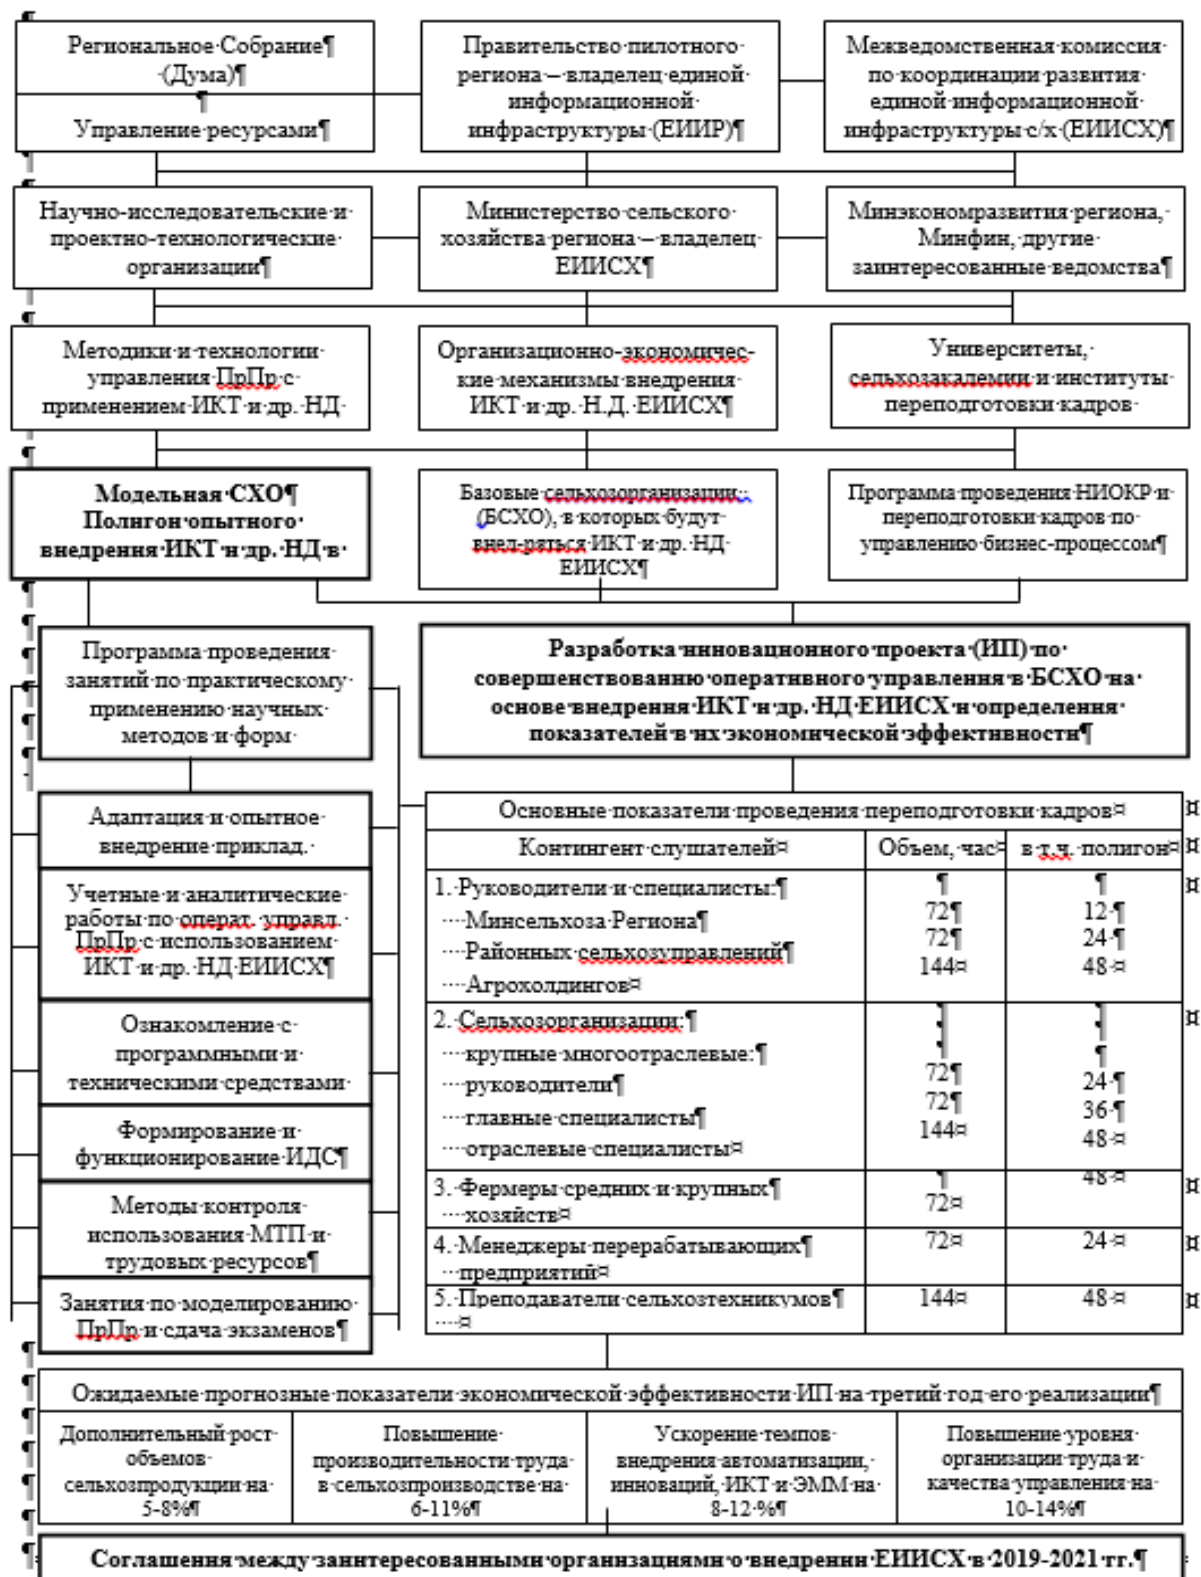 Региональное Собрание¶
(Дума)¶
¶
Управление ресурсами¶
Правительство пилотного
региона – владелец единой
информационной
инфраструктуры (ЕИИР)¶
Межведомственная комиссия
по координации развития
единой информационной
инфраструктуры с/х (ЕИИСХ)¶
Научно-исследовательские и
проектно-технологические
организации¶
Министерство сельского
хозяйства региона – владелец
ЕИИСХ¶
Минэкономразвития региона,
Минфин, другие
заинтересованные ведомства¶
Методики и технологии
управления ПрПр с
применением ИКТ и др. НД
Организационно-экономичес-
кие механизмы внедрения
ИКТ и др. Н.Д. ЕИИСХ¶
Университеты,
сельхозакалемии и институты
переподготовки кадров
Модельная СХО¶
Полигон опытного
внедрения ИКТ и др. НД в
Базовые сельхозорганизации
(БСХО), в которых будут
внед-ряться ИКТ и др. НД
ЕИИСХ¶
Программа проведения НИОКР и
переподготовки кадров по
управлению бизнес-процессом¶
Программа проведения
занятий по практическому
применению научных
методов и форм
Разработка инновационного проекта (ИП) по
совершенствованию оперативного управления в БСХО на
основе внедрения ИКТ и др. НД ЕИИСХ и определения
показателей в их экономической эффективности¶
Адаптация и опытное
внедрение приклад.
Учетные и аналитические
работы по операт. управл.
ПрПр с использованием
ИКТ и др. НД ЕИИСХ¶
Ознакомление с
программными и
техническими средствами
Формирование и
функционирование ИДС¶
Методы контроля
использования МТП и
трудовых ресурсов¶
Занятия по моделированию
ПрПр и сдача экзаменов¶
Основные показатели проведения переподготовки кадров¤
Контингент слушателей¤ Объем, час¤ в т.ч. полигон¤
1. Руководители и специалисты:¶
Минсельхоза Региона¶ 72¶ 12 ¶
Районных сельхозуправлений¶ 72¶ 24 ¶
Агрохолдингов¤ 144¤ 48 ¤
2. Сельхозорганизации:¶
крупные многоотраслевые:¶
руководители¶ 72¶ 24 ¶
главные специалисты¶ 72¶ 36 ¶
отраслевые специалисты¤ 144¤ 48 ¤
3. Фермеры средних и крупных¶ 48 ¤
хозяйств¤ 72¤
4. Менеджеры перерабатывающих¶ 72¤ 24 ¤
предприятий¤
5. Преподаватели сельхозтехникумов¶ 144¤ 48 ¤
¤
Ожидаемые прогнозные показатели экономической эффективности ИП на третий год его реализации¶
Дополнительный рост
объемов
сельхозпродукции на
5-8%¶
Повышение
производительности труда
в сельхозпроизводстве на
6-11%¶
Ускорение темпов
внедрения автоматизации,
инноваций, ИКТ и ЭММ на
8-12 %¶
Повышение уровня
организации труда и
качества управления на
10-14%¶
Соглашения между заинтересованными организациями о внедрении ЕИИСХ в 2019-2021 гг.¶